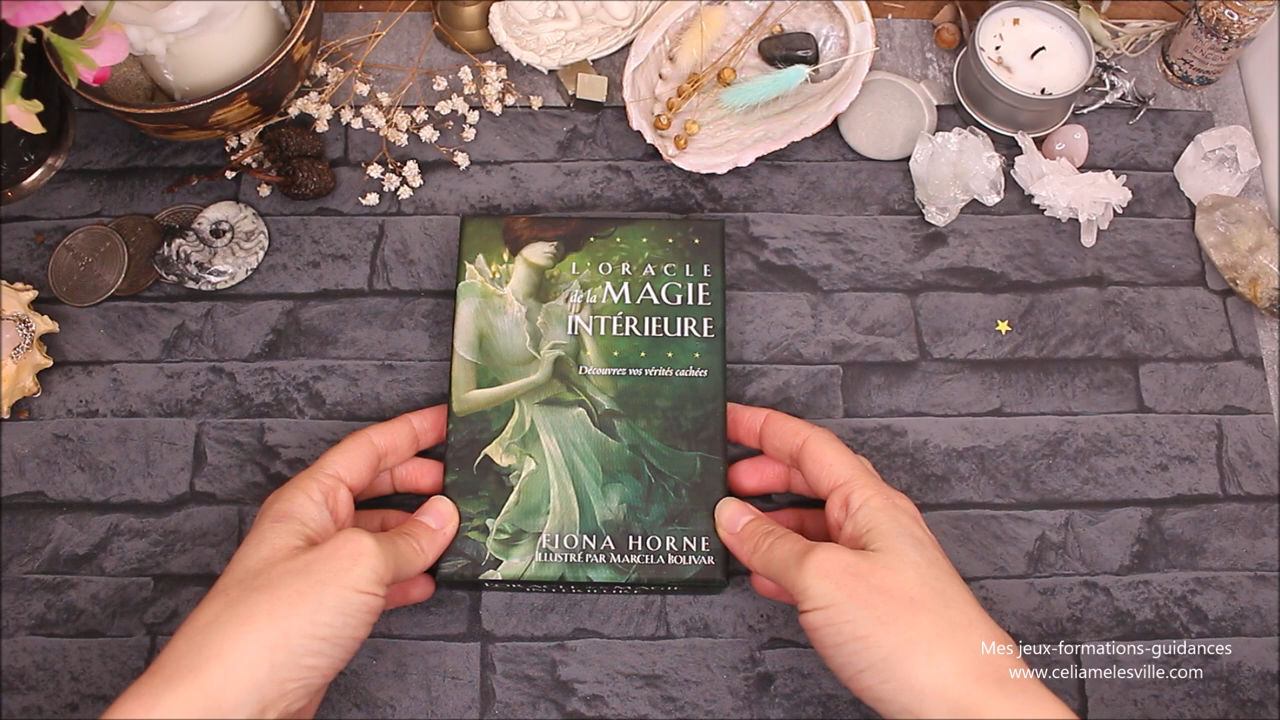 L'ORACLE
de la MAGIE
INTÉRIEURE
Découvrez vos vérités cachées
FIONA HORNE
ILLUSTRÉ PAR MARCELA BOLIVAR
Mes jeux-formations-guidances
www.celiamelesville.com